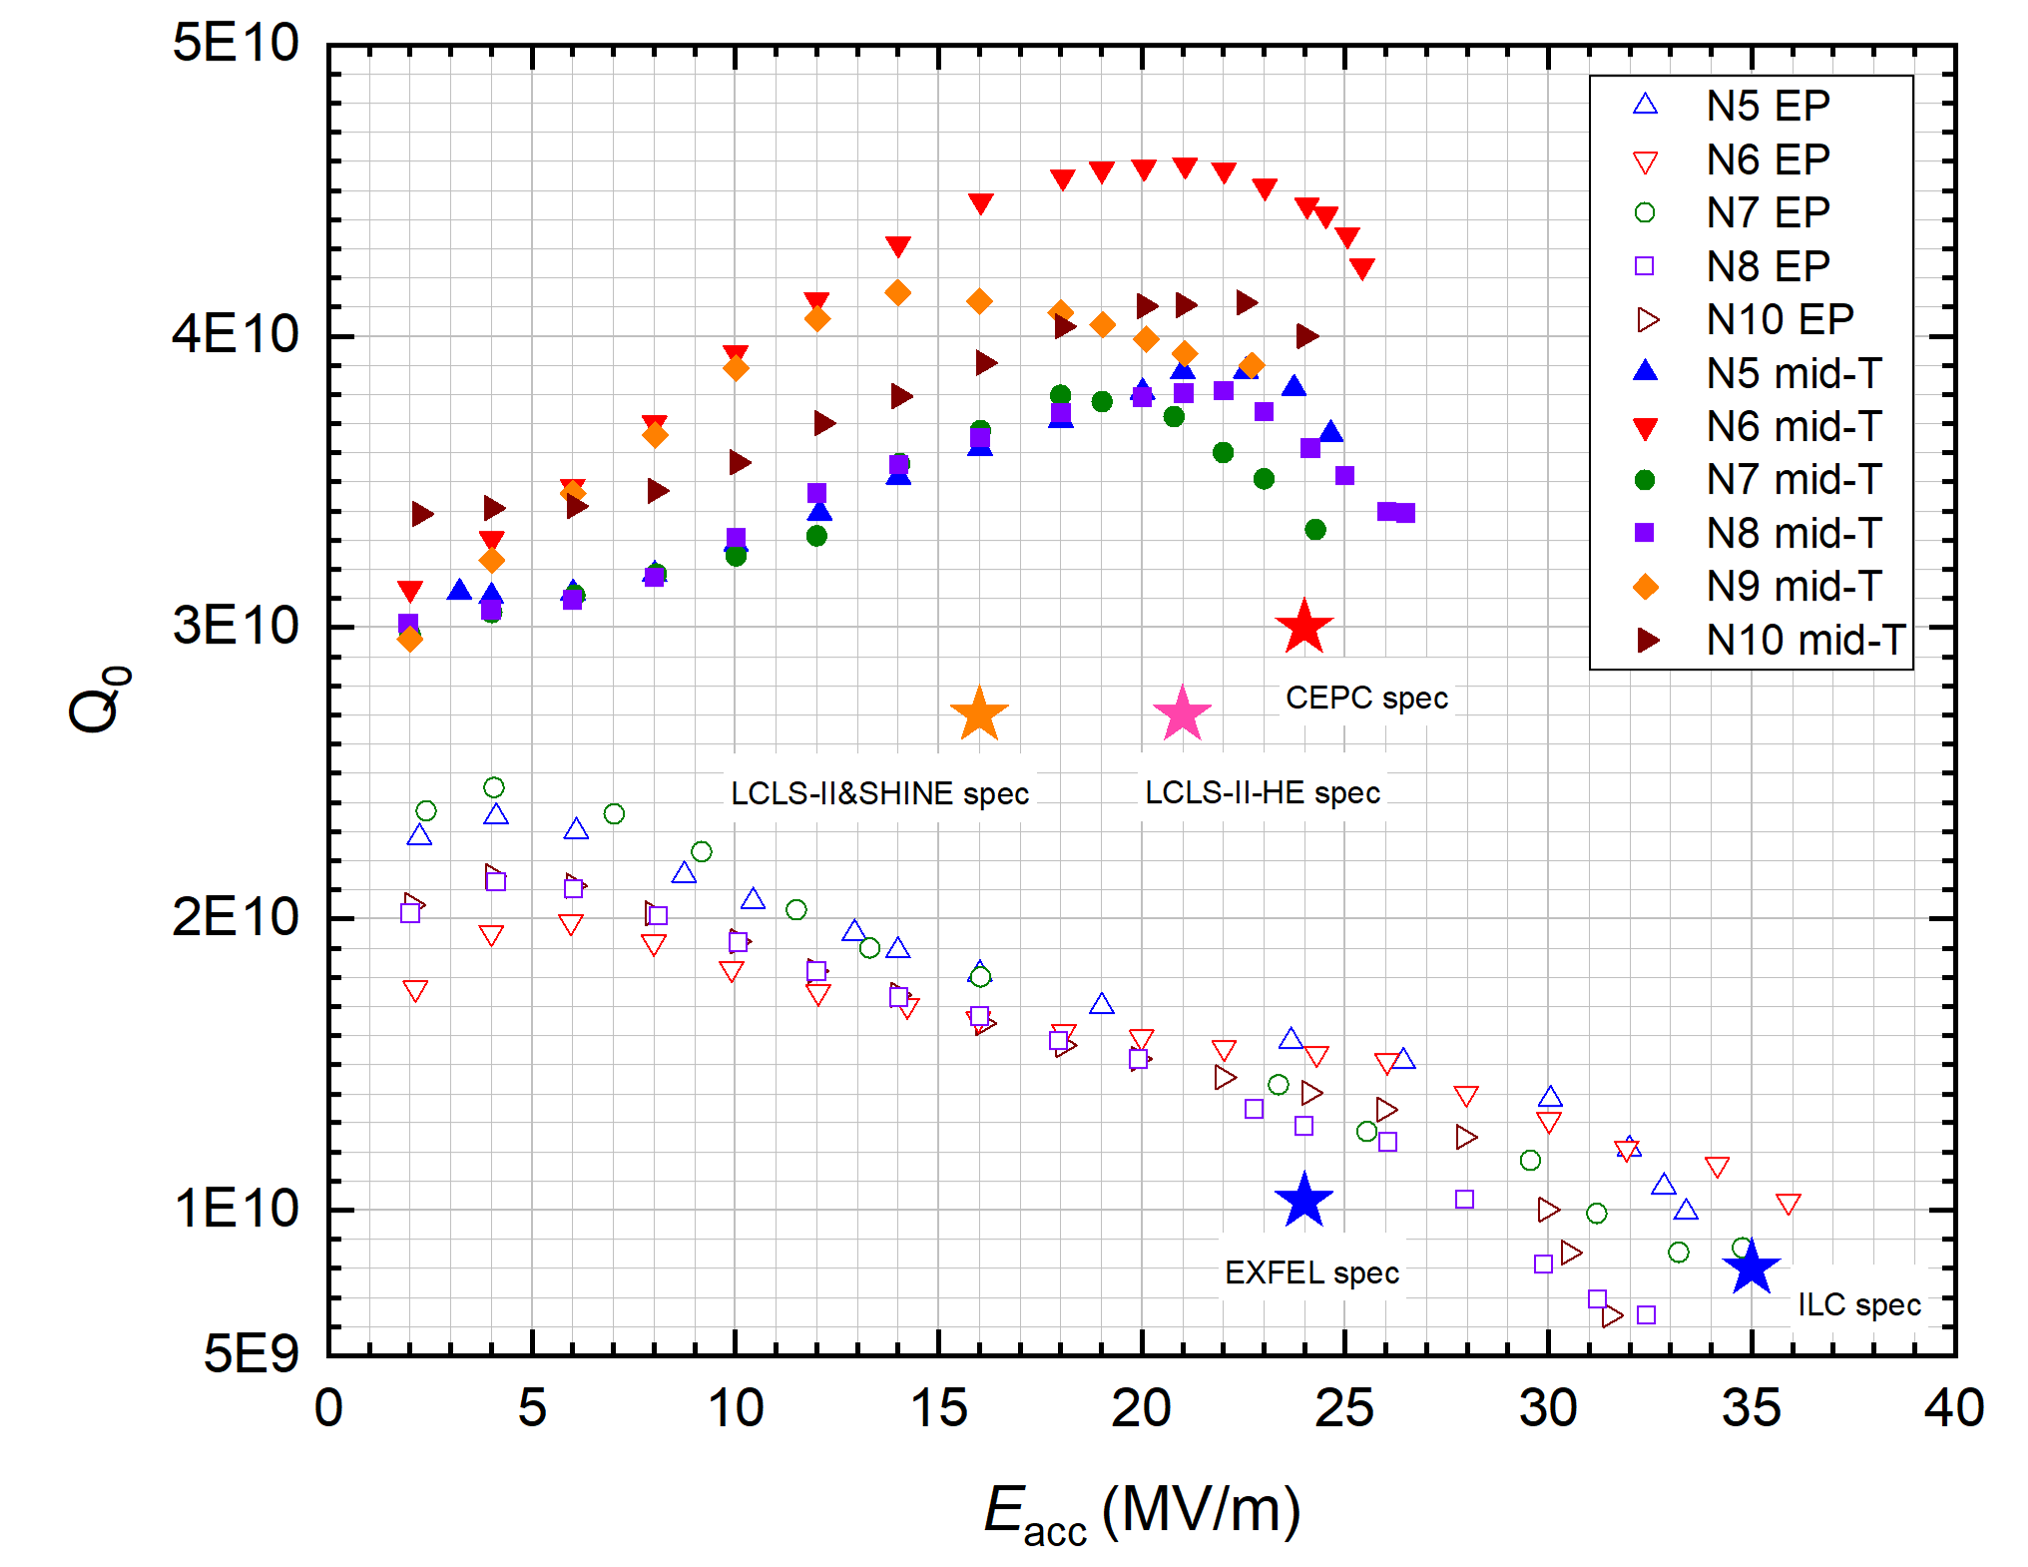 5E10
4E10
3E10
2E10
1E10
5E9
Q0
N5 EP
N6 EP
N7 EP
N8 EP
N10 EP
N5 mid-T
N6 mid-T
N7 mid-T
N8 mid-T
N9 mid-T
N10 mid-T
CEPC spec
LCLS-II&SHINE spec
LCLS-II-HE spec
EXFEL spec
ILC spec
0 5 10 15 20 25 30 35 40
Eacc (MV/m)